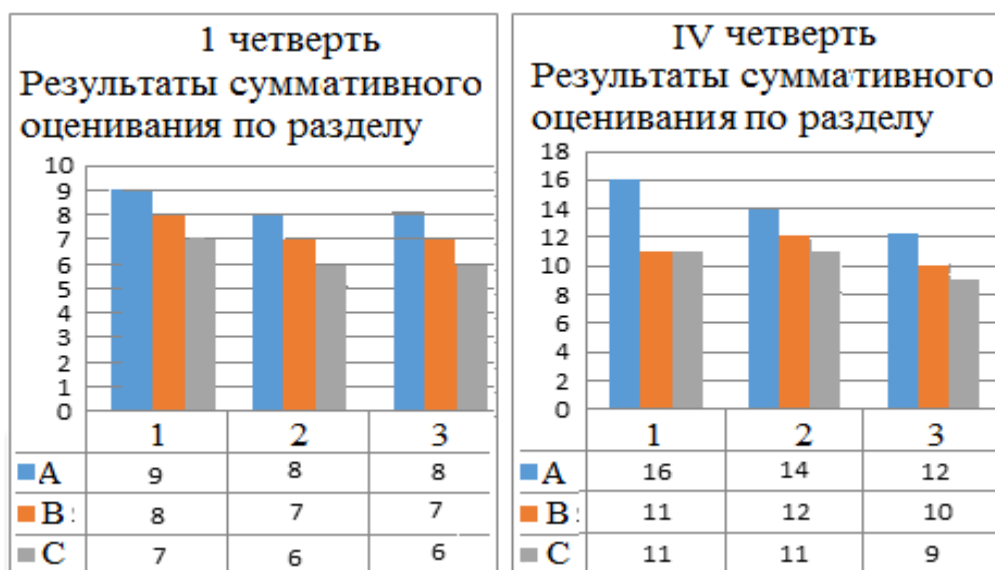 1 четверть
Результаты суммативного
оценивания по разделу
10
9
8
7
6
5
4
3
2
1
0
1 2 3
A 9 8 8
B : 8 7 7
C 7 6 6
IV четверть
Результаты суммативного
оценивания по разделу
18
16
14
12
10
8
6
4
2
0
1 2 3
A 16 14 12
B : 11 12 10
C 11 11 9